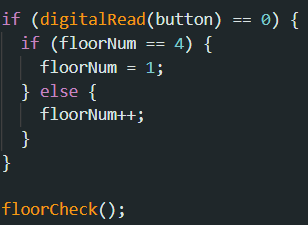 if (digitalRead(button) == 0) {
  if (floorNum == 4) {
    floorNum = 1;
  } else {
    floorNum++;
  }
}

floorCheck();